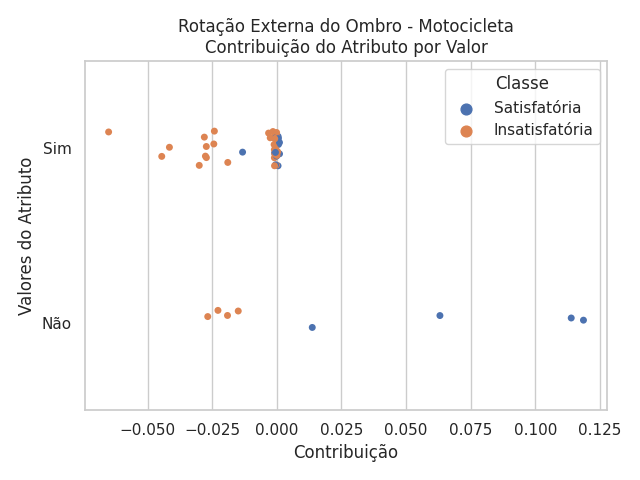 Rotação Externa do Ombro - Motocicleta
Contribuição do Atributo por Valor
Classe
Satisfatória
Insatisfatória
Valores do Atributo
Sim
Não
−0.050 −0.025 0.000 0.025 0.050 0.075 0.100 0.125
Contribuição